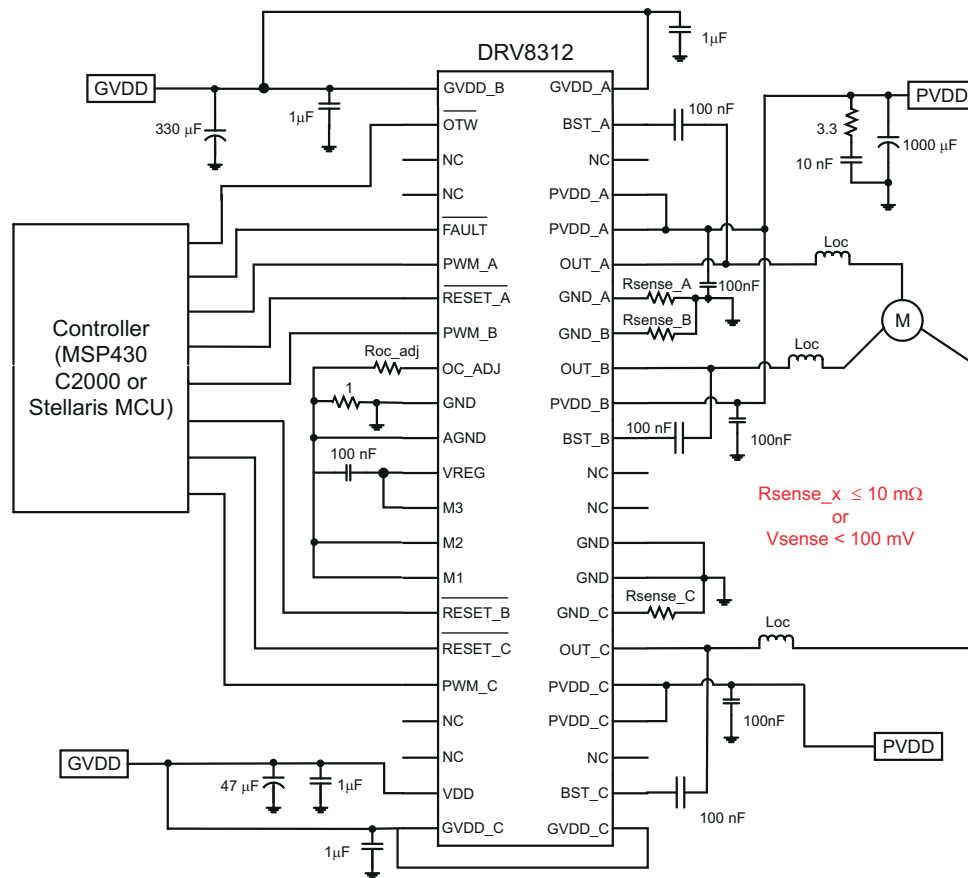 1μF
DRV8312
GVDD
GVDD_B
GVDD_A
PVDD
330 μF
1μF
100 nF
OTW
BST_A
3.3
1000 μF
NC
NC
10 nF
NC
PVDD_A
FAULT
PVDD_A
Loc
PWM_A
OUT_A
Rsense_A
100nF
RESET_A
GND_A
Controller
(MSP430
C2000 or
Stellaris MCU)
Rsense_B
M
PWM_B
GND_B
Roc_adj
Loc
OC_ADJ
OUT_B
1
GND
PVDD_B
100 nF
100nF
AGND
BST_B
100 nF
VREG
NC
M3
NC
Rsense_x ≤ 10 mΩ
or
Vsense < 100 mV
M2
GND
M1
GND
Rsense_C
RESET_B
GND_C
Loc
RESET_C
OUT_C
PWM_C
PVDD_C
100nF
NC
PVDD_C
PVDD
GVDD
NC
NC
47 μF
1μF
VDD
BST_C
100 nF
GVDD_C
GVDD_C
1μF